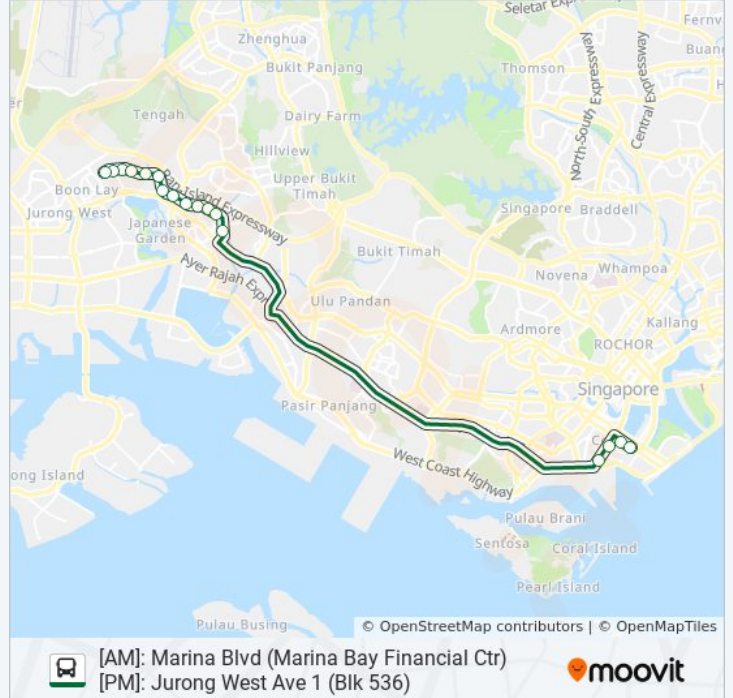 Seletar Exp
Fernv
Zhenghua
Buan
Bukit Panjang
Thomson
Central Expressway
North-South Expressway
Tengah
Dairy Farm
Hillview
Upper Bukit
Timah
Pan-Island Expressway
Boon Lay
Jurong West
Singapore
Braddell
Japanese
Garden
Bukit Timah
Ayer Rajah Expr
Novena
Whampoa
Ulu Pandan
Ardmore
Kallang
ROCHOR
Singapore
Pasir Panjang
West Coast Highway
ong Island
Pulau Brani
Sentosa
Coral Island
Pearl Island
Pulau Busing
© OpenStreetMap contributors | © OpenMapTiles
[AM]: Marina Blvd (Marina Bay Financial Ctr)
[PM]: Jurong West Ave 1 (Blk 536)
moovit